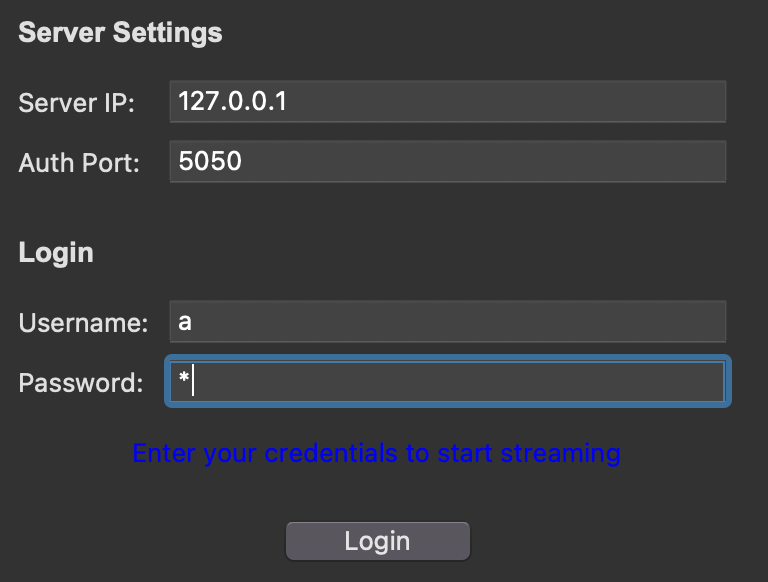 Server Settings
Server IP: 127.0.0.1
Auth Port: 5050
Login
Username: a
Password: *
Enter your credentials to start streaming
Login